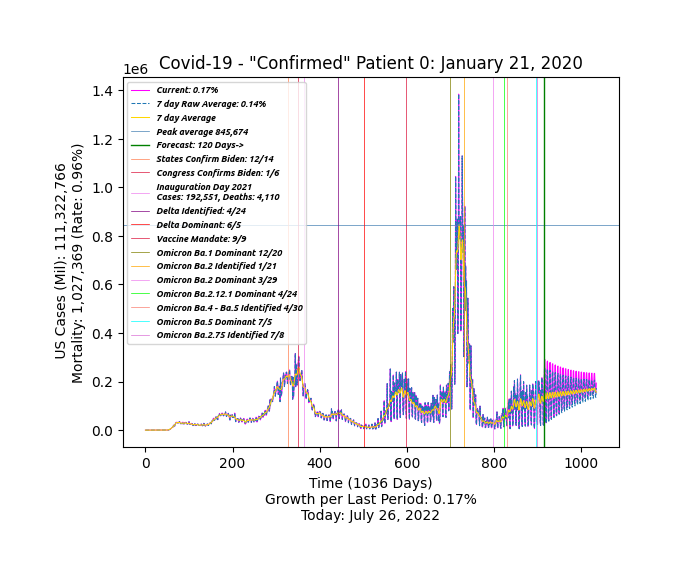 Covid-19 - "Confirmed" Patient 0: January 21, 2020
1e6
Current: 0.17%
7 day Raw Average: 0.14%
7 day Average
Peak average 845,674
Forecast: 120 Days->
States Confirm Biden: 12/14
Congress Confirms Biden: 1/6
Inauguration Day 2021
Cases: 192,551, Deaths: 4,110
Delta Identified: 4/24
Delta Dominant: 6/5
Vaccine Mandate: 9/9
Omicron Ba.1 Dominant 12/20
Omicron Ba.2 Identified 1/21
Omicron Ba.2 Dominant 3/29
Omicron Ba.2.12.1 Dominant 4/24
Omicron Ba.4 - Ba.5 Identified 4/30
Omicron Ba.5 Dominant 7/5
Omicron Ba.2.75 Identified 7/8
US Cases (Mil): 111,322,766
Mortality: 1,027,369 (Rate: 0.96%)
1.4
1.2
1.0
0.8
0.6
0.4
0.2
0.0
0 200 400 600 800 1000
Time (1036 Days)
Growth per Last Period: 0.17%
Today: July 26, 2022